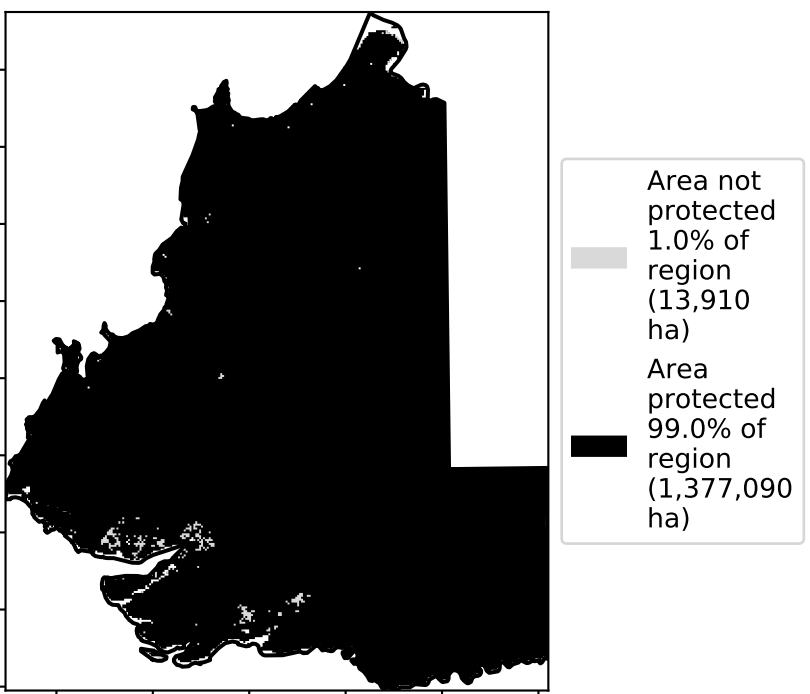 Area not
protected
1.0% of
region
(13,910
ha)
Area
protected
99.0% of
region
(1,377,090
ha)